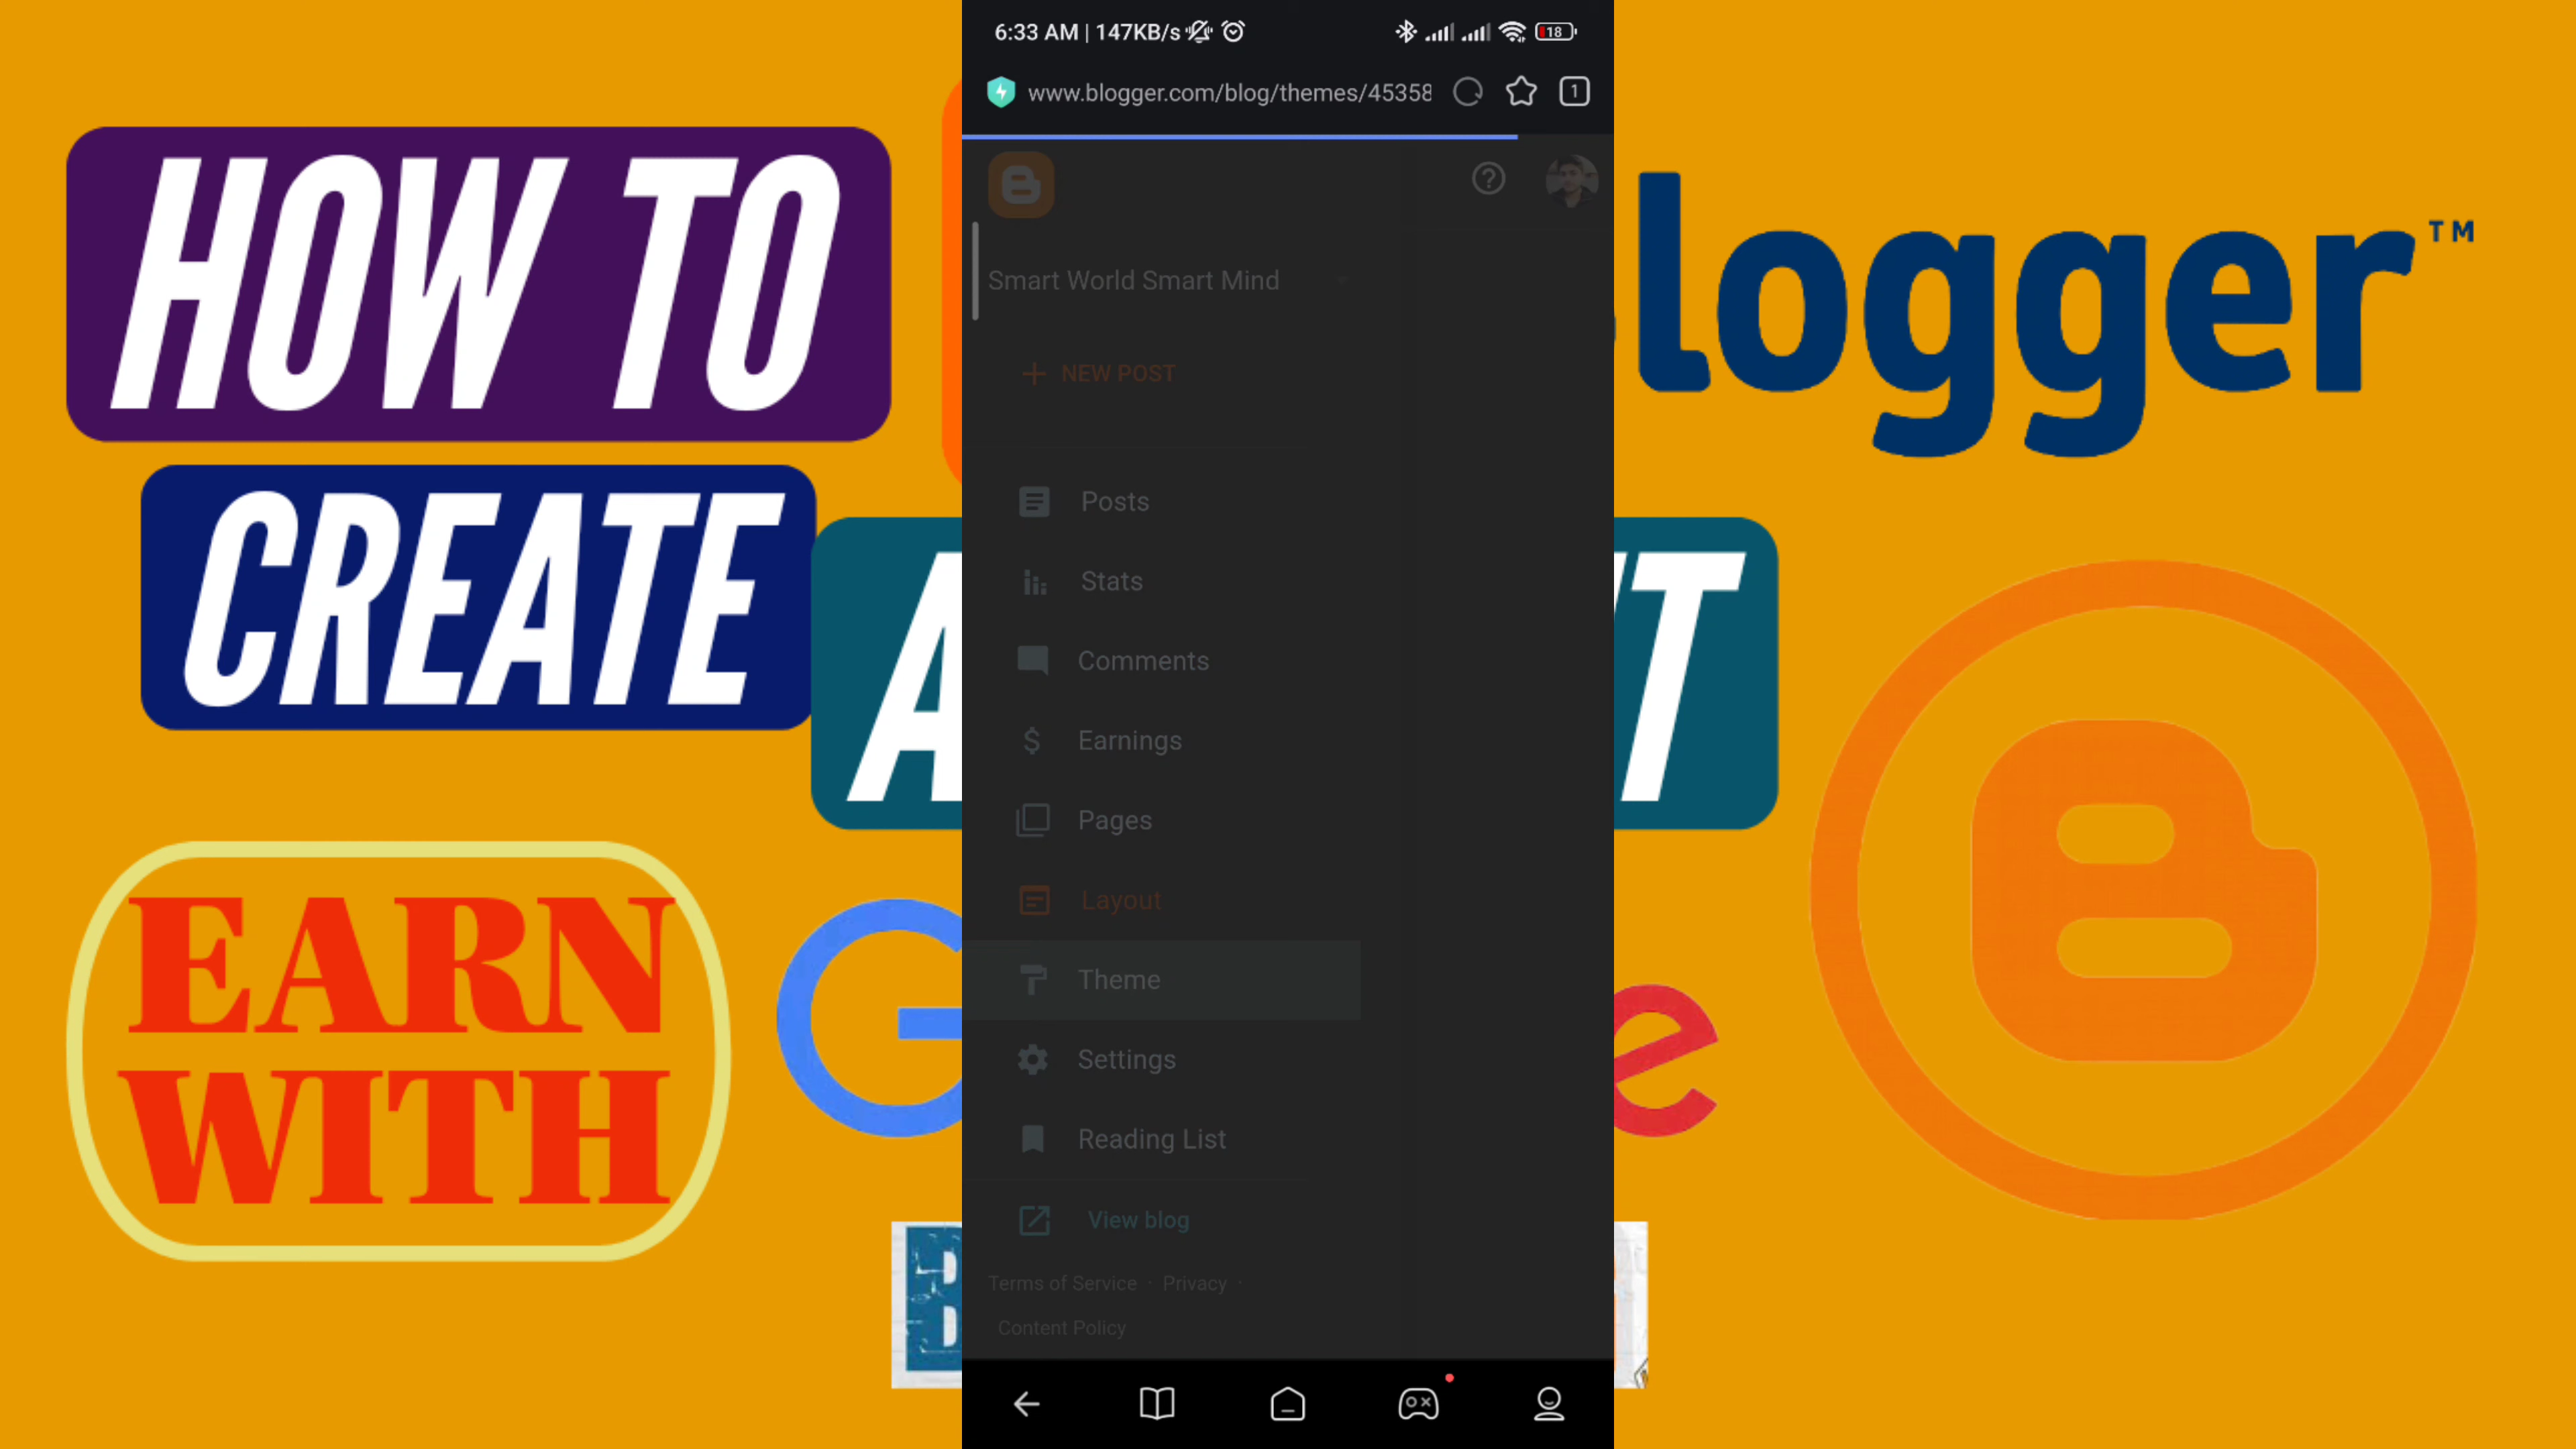 HOW TO
CREATE
EARN
WITH
logger™
6:33 AM | 147KB/s
18
www.blogger.com/blog/themes/45358
1
Smart World Smart Mind
+ NEW POST
Posts
Stats
Comments
Earnings
Pages
Layout
Theme
Settings
Reading List
View blog
Terms of Service · Privacy ·
Content Policy